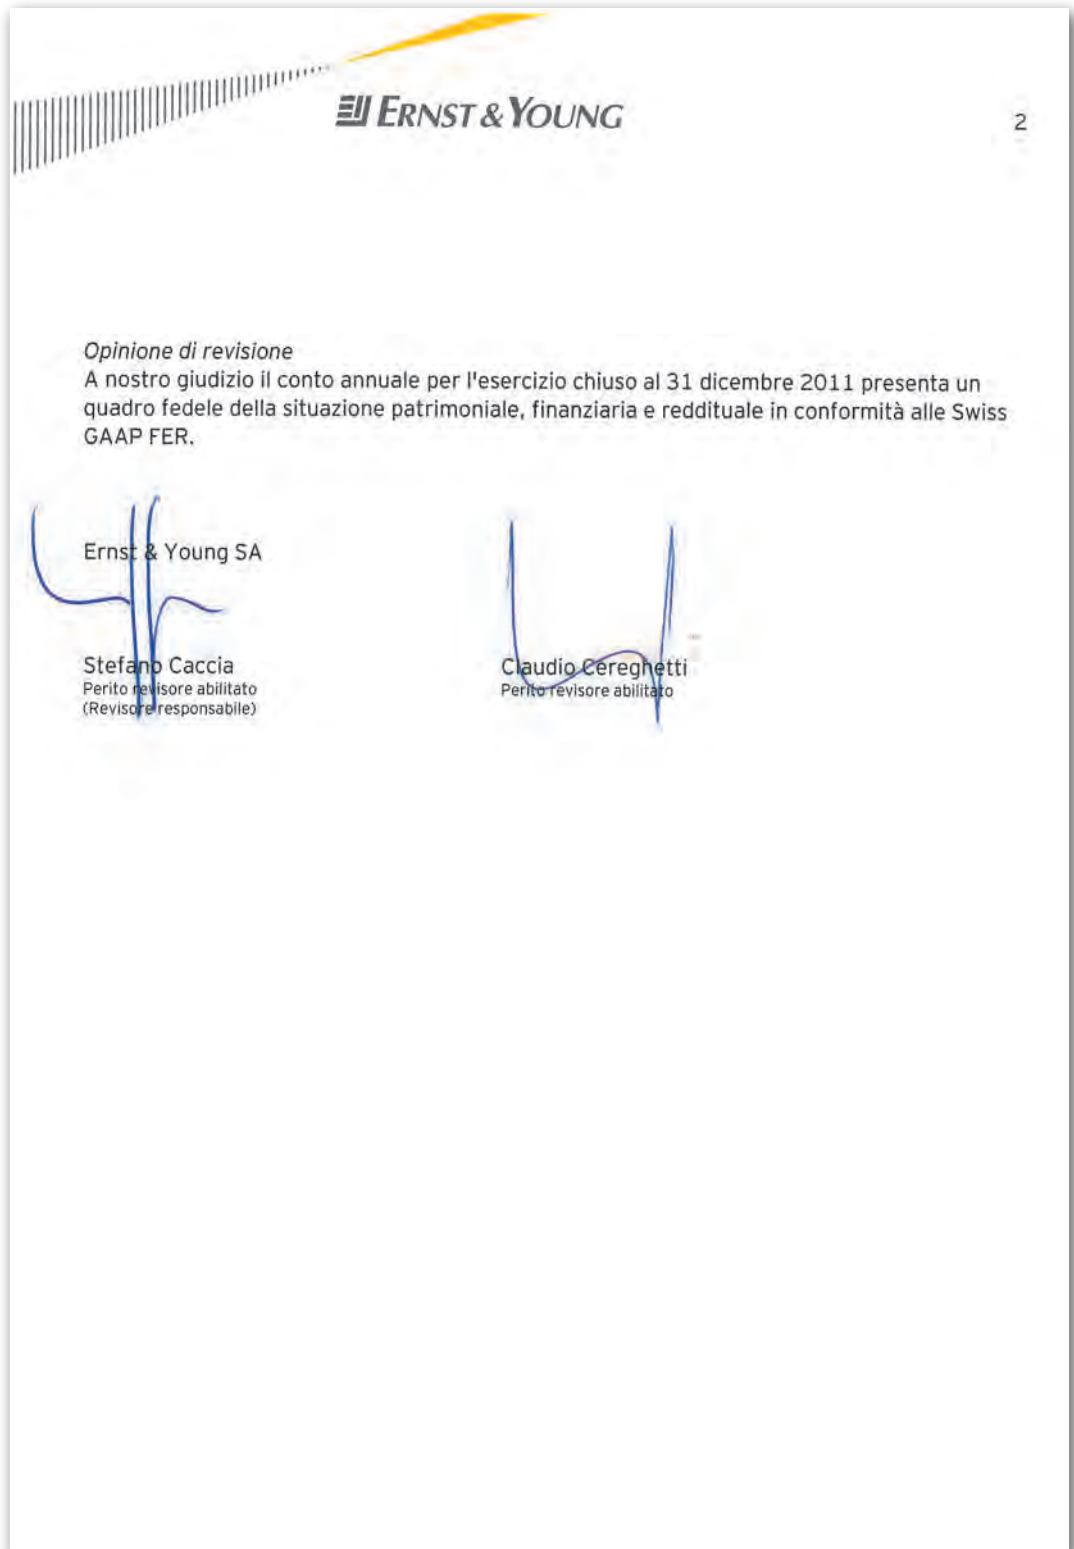 ERNST & YOUNG
2
Opinione di revisione
A nostro giudizio il conto annuale per l'esercizio chiuso al 31 dicembre 2011 presenta un
quadro fedele della situazione patrimoniale, finanziaria e reddituale in conformità alle Swiss
GAAP FER.
Ernst & Young SA
Stefano Caccia
Perito revisore abilitato
(Revisore responsabile)
Claudio Cereghetti
Perito revisore abilitato